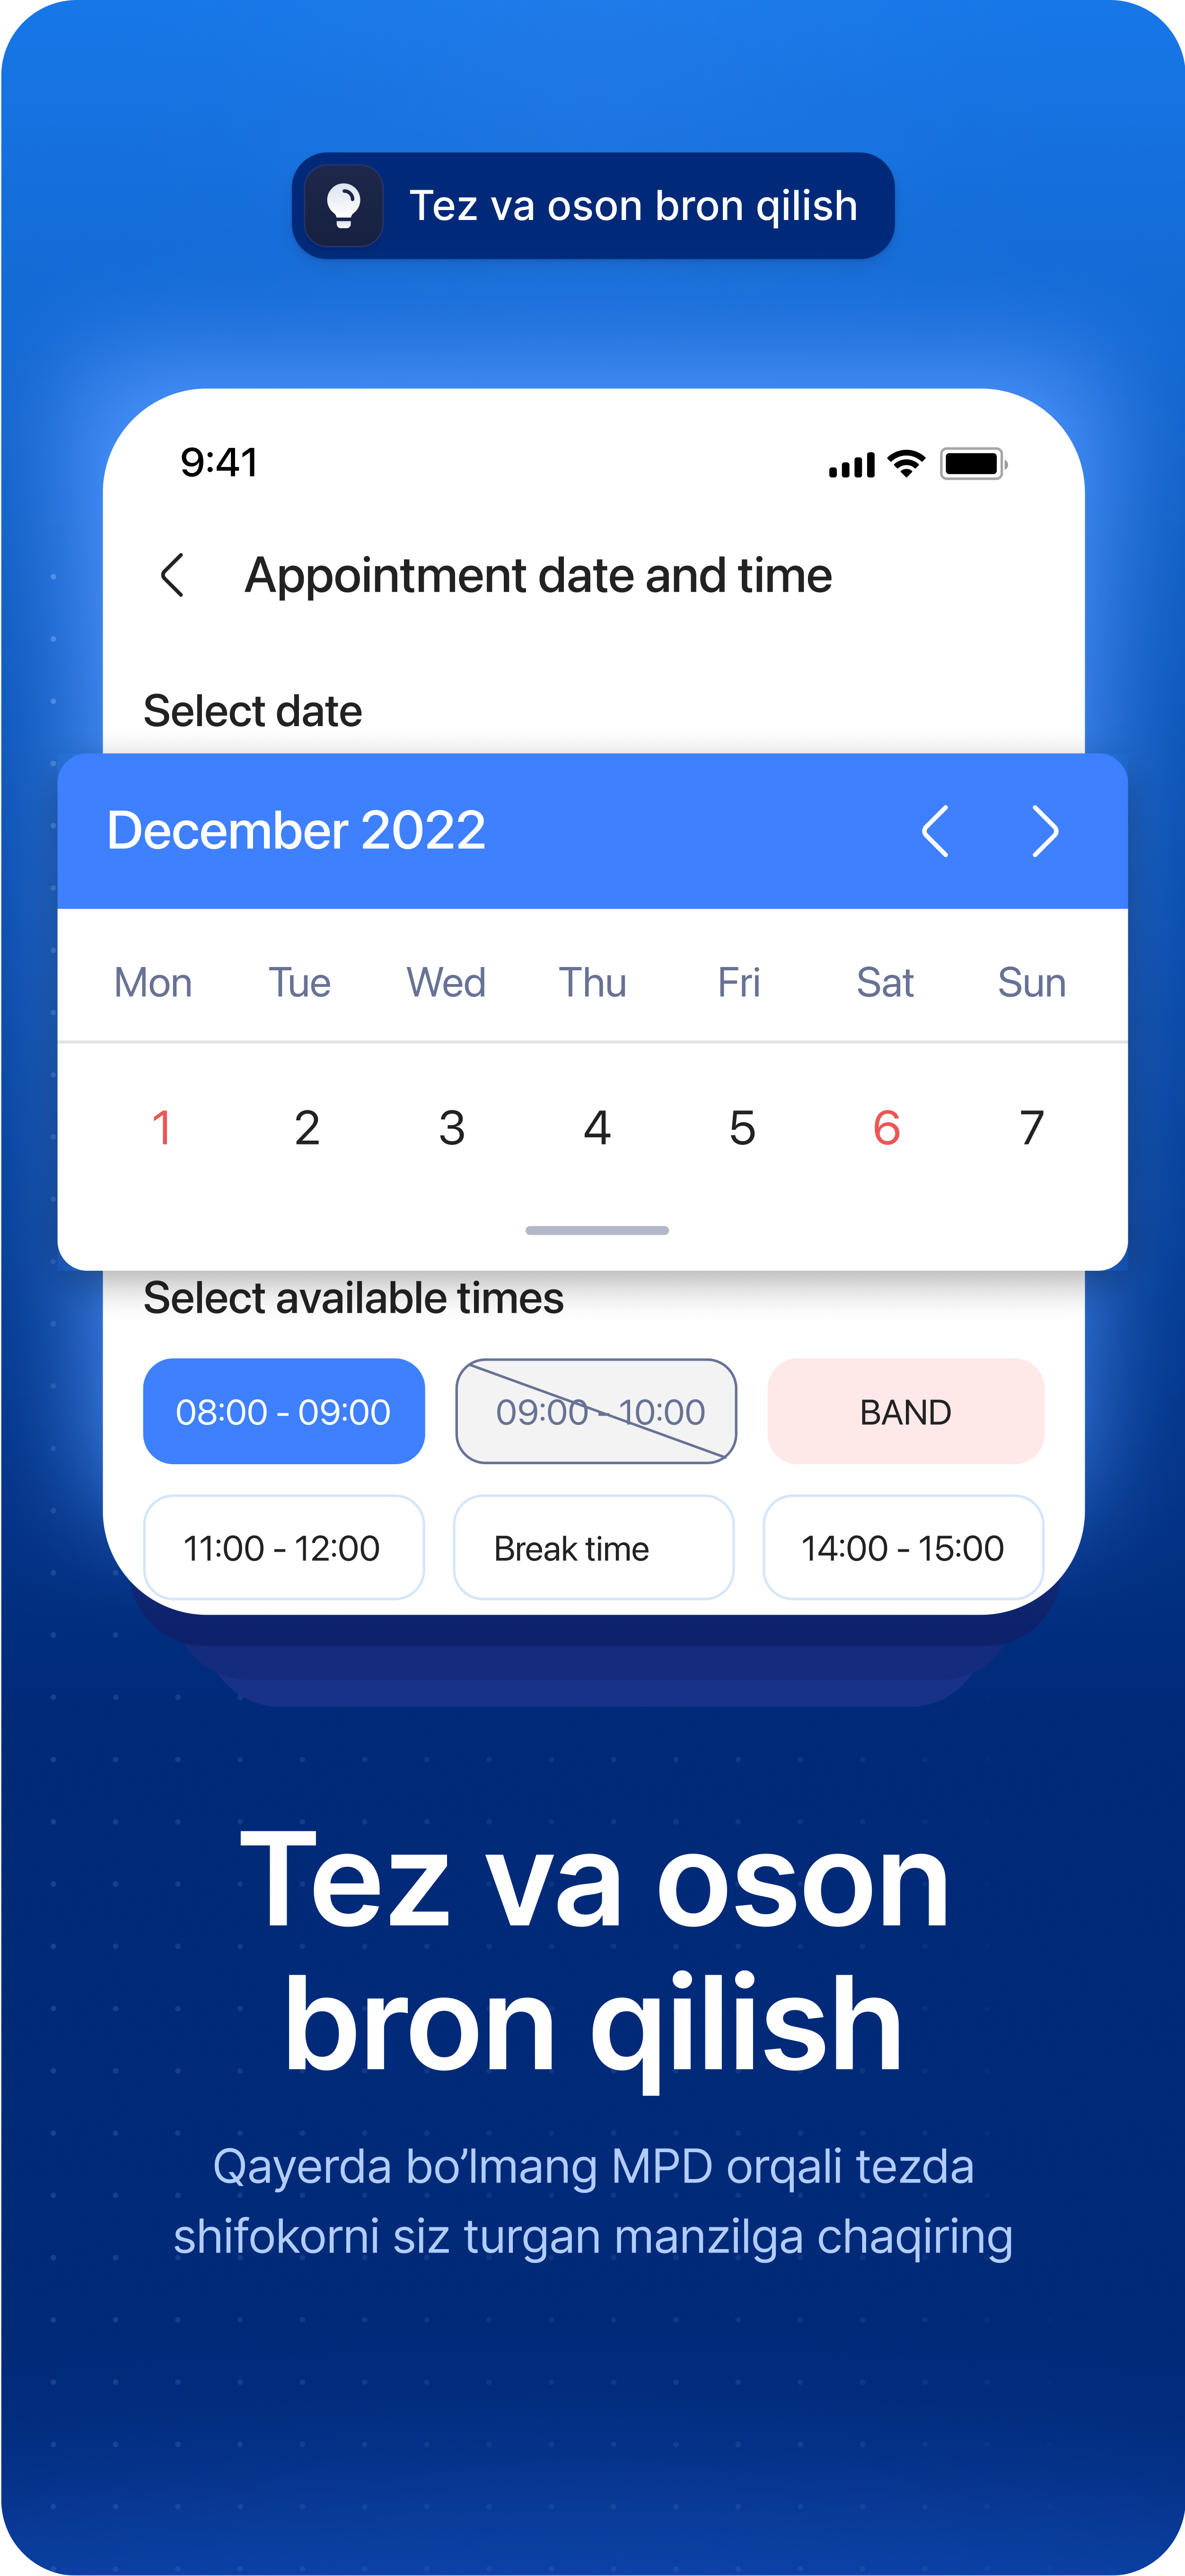 Tez va oson bron qilish
9:41
Appointment date and time
Select date
December 2022
Mon Tue Wed Thu Fri Sat Sun
1 2 3 4 5 6 7
Select available times
08:00 - 09:00 09:00 - 10:00 BAND
11:00 - 12:00 Break time 14:00 - 15:00
Tez va oson
bron qilish
Qayerda bo’lmang MPD orqali tezda
shifokorni siz turgan manzilga chaqiring